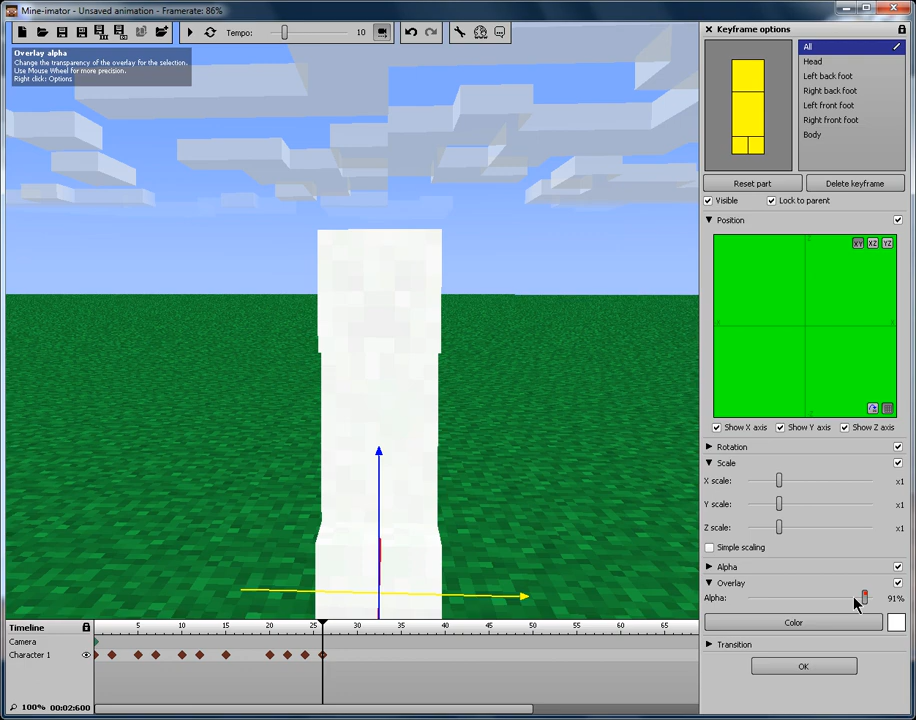 Mine-imator - Unsaved animation - Framerate: 86%
Tempo:
10
Overlay alpha
Change the transparency of the overlay for the selection.
Use Mouse Wheel for more precision.
Right click: Options
Keyframe options
All
Head
Left back foot
Right back foot
Left front foot
Right front foot
Body
Reset part
Delete keyframe
Visible
Lock to parent
Position
XY
XZ
YZ
Show X axis
Show Y axis
Show Z axis
Rotation
Scale
X scale:
x1
Y scale:
x1
Z scale:
x1
Simple scaling
Alpha
Overlay
Alpha:
91%
Color
Transition
OK
Timeline
5 10 15 20 25 30 35 40 45 50 55 60 65
Camera
Character 1
100% 00:02:600